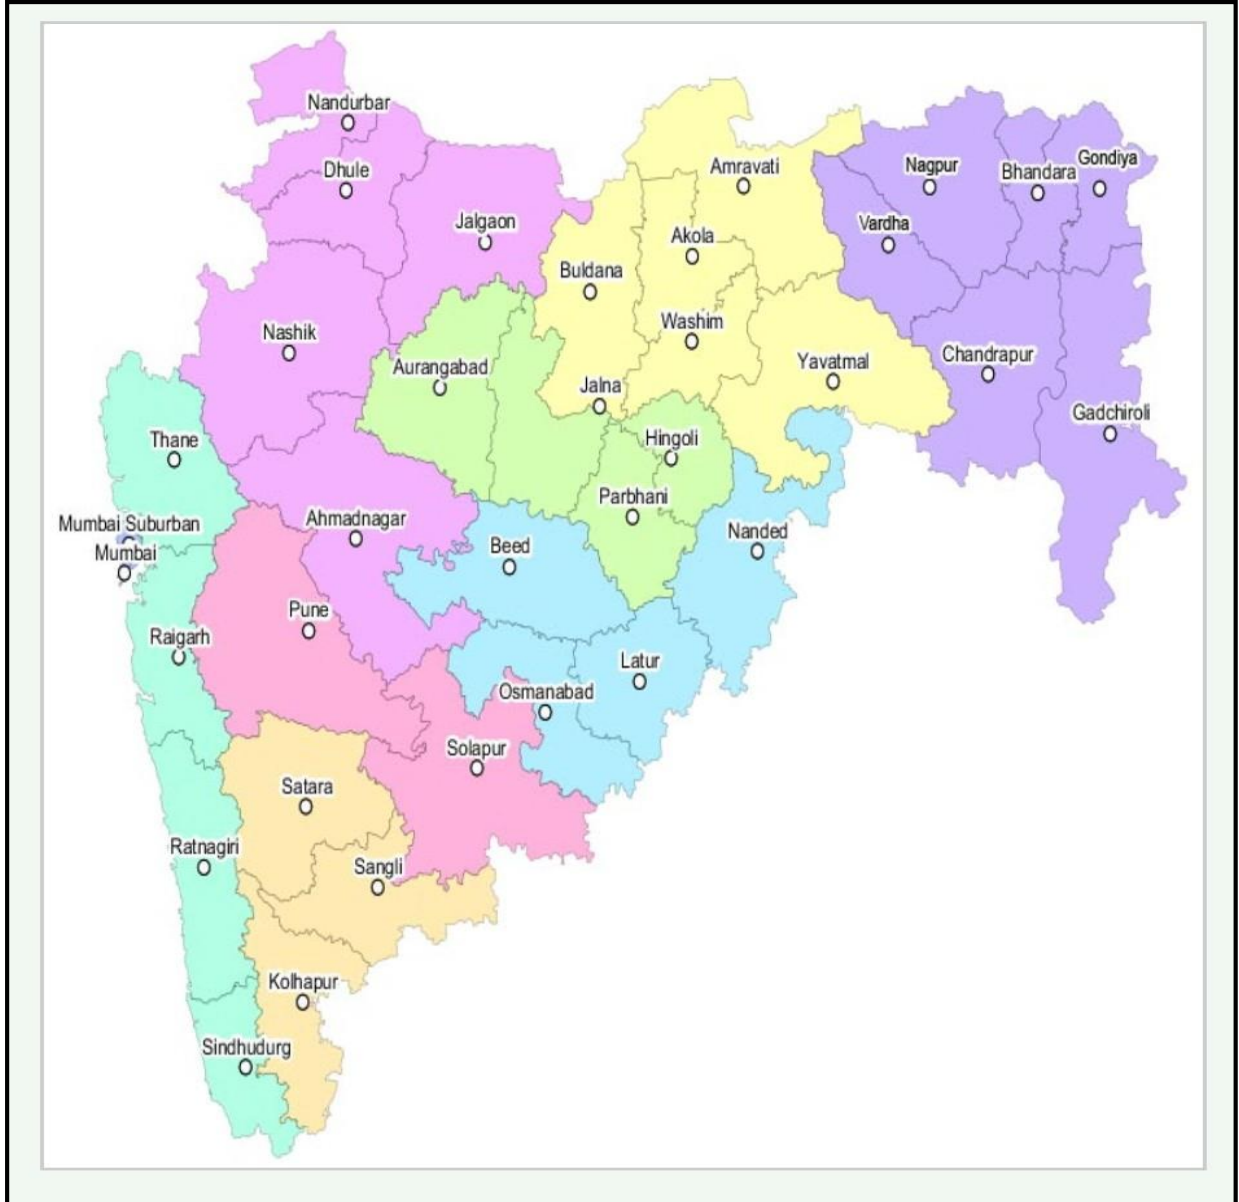 Nandurbar
Dhule
Jalgaon
Amravati
Nagpur
Bhandara
Gondiya
Vardha
Akola
Buldana
Washim
Nashik
Aurangabad
Jalna
Yavatmal
Chandrapur
Gadchiroli
Thane
Hingoli
Parbhani
Mumbai Suburban
Mumbai
Ahmadnagar
Beed
Nanded
Pune
Raigarh
Latur
Osmanabad
Solapur
Satara
Ratnagiri
Sangli
Kolhapur
Sindhudurg